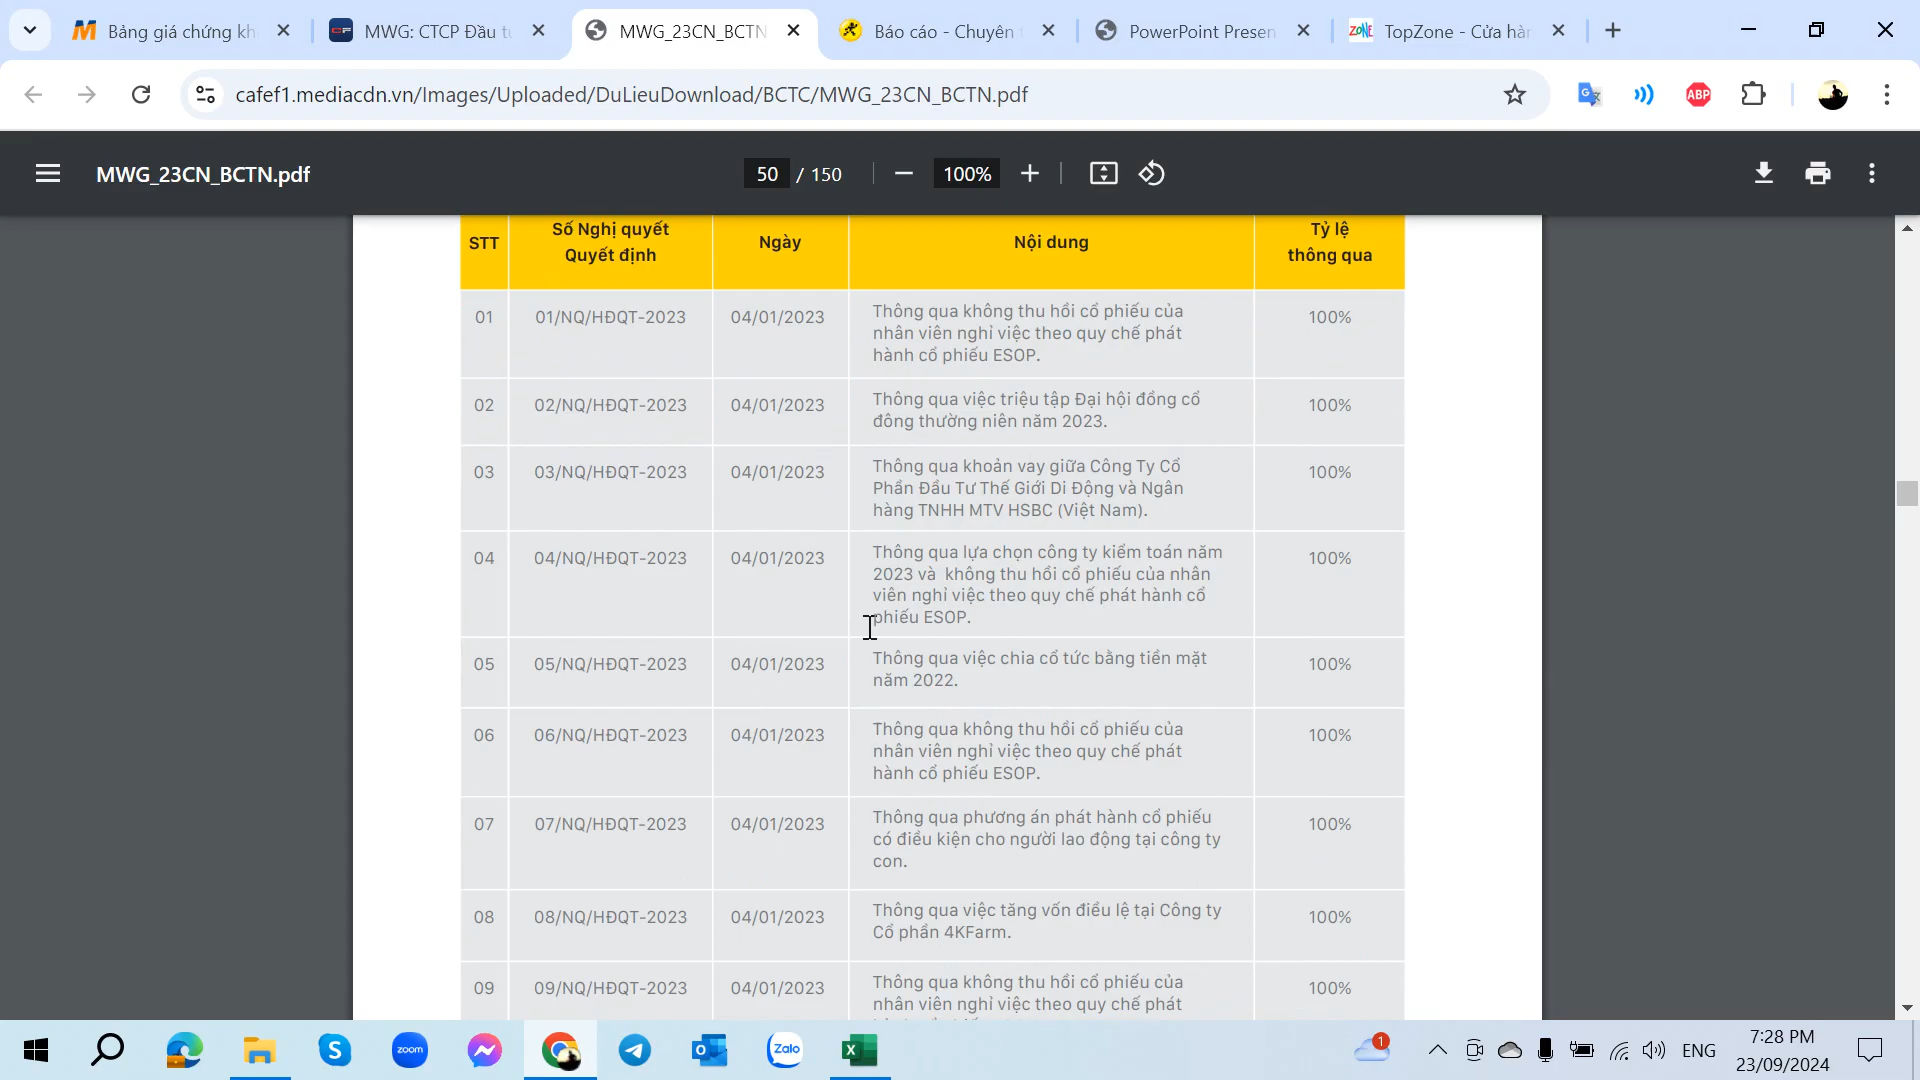 Bảng giá chứng kh
MWG: CTCP Đầu tư
MWG_23CN_BCTN
Báo cáo - Chuyên
PowerPoint Presen
TopZone - Cửa hàn
cafef1.mediacdn.vn/Images/Uploaded/DuLieuDownload/BCTC/MWG_23CN_BCTN.pdf
ABP
MWG_23CN_BCTN.pdf
50 / 150
100%
STT
Số Nghị quyết
Quyết định
Ngày
Nội dung
Tỷ lệ
thông qua
01
01/NQ/HĐQT-2023
04/01/2023
Thông qua không thu hồi cổ phiếu của
nhân viên nghỉ việc theo quy chế phát
hành cổ phiếu ESOP.
100%
02
02/NQ/HĐQT-2023
04/01/2023
Thông qua việc triệu tập Đại hội đồng cổ
đông thường niên năm 2023.
100%
03
03/NQ/HĐQT-2023
04/01/2023
Thông qua khoản vay giữa Công Ty Cổ
Phần Đầu Tư Thế Giới Di Động và Ngân
hàng TNHH MTV HSBC (Việt Nam).
100%
04
04/NQ/HĐQT-2023
04/01/2023
Thông qua lựa chọn công ty kiểm toán năm
2023 và không thu hồi cổ phiếu của nhân
viên nghỉ việc theo quy chế phát hành cổ
phiếu ESOP.
100%
05
05/NQ/HĐQT-2023
04/01/2023
Thông qua việc chia cổ tức bằng tiền mặt
năm 2022.
100%
06
06/NQ/HĐQT-2023
04/01/2023
Thông qua không thu hồi cổ phiếu của
nhân viên nghỉ việc theo quy chế phát
hành cổ phiếu ESOP.
100%
07
07/NQ/HĐQT-2023
04/01/2023
Thông qua phương án phát hành cổ phiếu
có điều kiện cho người lao động tại công ty
con.
100%
08
08/NQ/HĐQT-2023
04/01/2023
Thông qua việc tăng vốn điều lệ tại Công ty
Cổ phần 4KFarm.
100%
09
09/NQ/HĐQT-2023
04/01/2023
Thông qua không thu hồi cổ phiếu của
nhân viên nghỉ việc theo quy chế phát
100%
zoom
Zalo
1
ENG
7:28 PM
23/09/2024